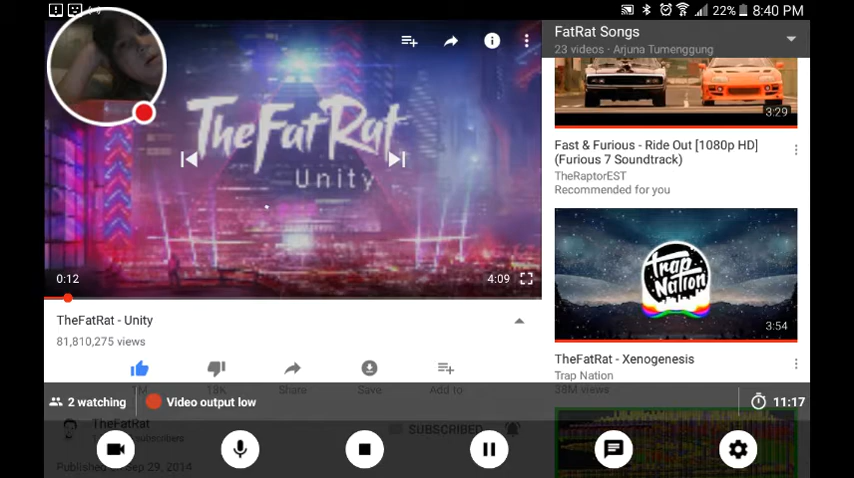 22% 8:40 PM
TheFatRat
Unity
0:12
4:09
TheFatRat - Unity
81,810,275 views
1M
19K
Share
Save
Add to
2 watching
Video output low
11:17
TheFatRat
subscribers
SUBSCRIBED
Published Sep 29, 2014
FatRat Songs
23 videos - Arjuna Tumenggung
3:29
Fast & Furious - Ride Out [1080p HD]
(Furious 7 Soundtrack)
TheRaptorEST
Recommended for you
Trap
Nation
3:54
TheFatRat - Xenogenesis
Trap Nation
38M views